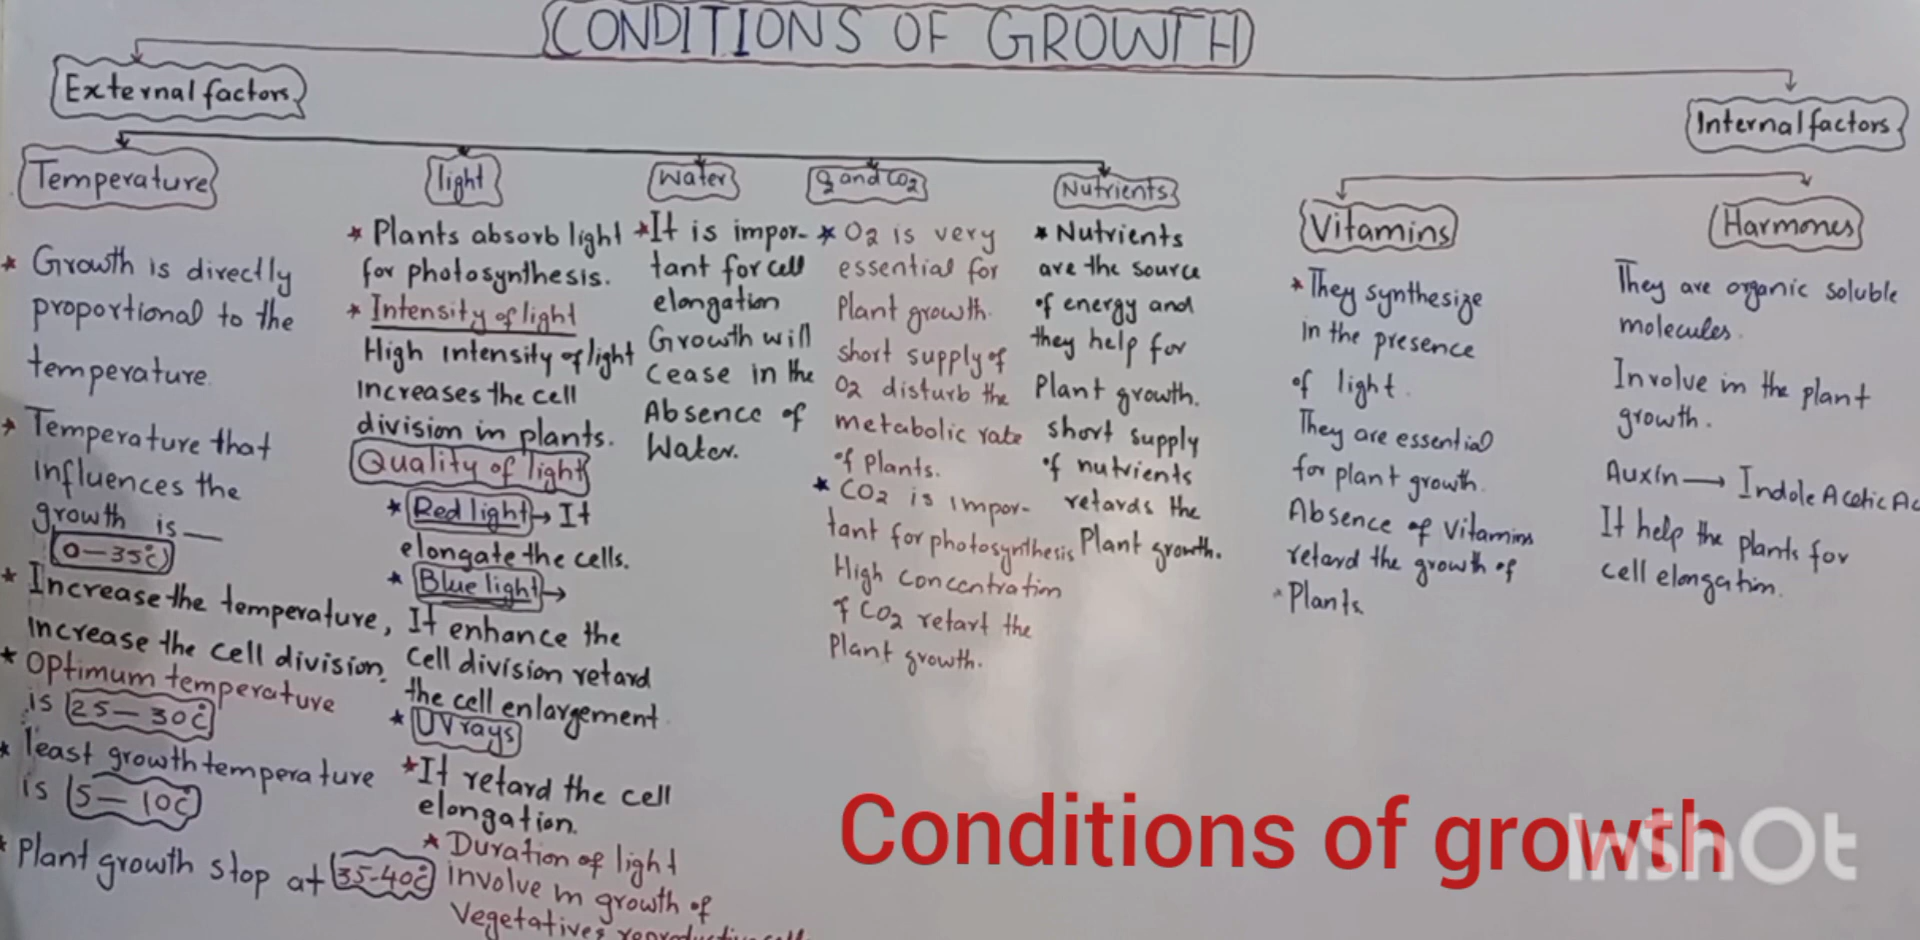 CONDITIONS OF GROWTH
External factors
Internal factors
Temperature
* Growth is directly
proportional to the
temperature
* Temperature that
influences the
growth is —
0-35°C
* Increase the temperature,
increase the cell division.
* Optimum temperature
is 25-30°C
* least growth temperature
is 5-10°C
* Plant growth stop at 35-40°C
light
* Plants absorb light
for photosynthesis.
* Intensity of light
High intensity of light
increases the cell
division in plants.
Quality of light
* Red light → It
elongate the cells.
* Blue light →
It enhance the
cell division retard
the cell enlargement
* UV rays
* It retard the cell
elongation.
* Duration of light
involve in growth of
Vegetatives
Water
* It is impor-
tant for cell
elongation
Growth will
cease in the
Absence of
Water.
O2 and CO2
* O2 is very
essential for
Plant growth.
short supply of
O2 disturb the
metabolic rate
of plants.
* CO2 is impor-
tant for photosynthesis
High concentration
of CO2 retart the
Plant growth.
Nutrients
* Nutrients
are the source
of energy and
they help for
Plant growth.
short supply
of nutrients
retards the
Plant growth.
Vitamins
* They synthesize
in the presence
of light.
They are essential
for plant growth.
Absence of Vitamins
retard the growth of
Plants.
Harmones
They are organic soluble
molecules.
Involve in the plant
growth.
Auxin → Indole Acetic Ac
It help the plants for
cell elongation.
Conditions of growth
InShOt